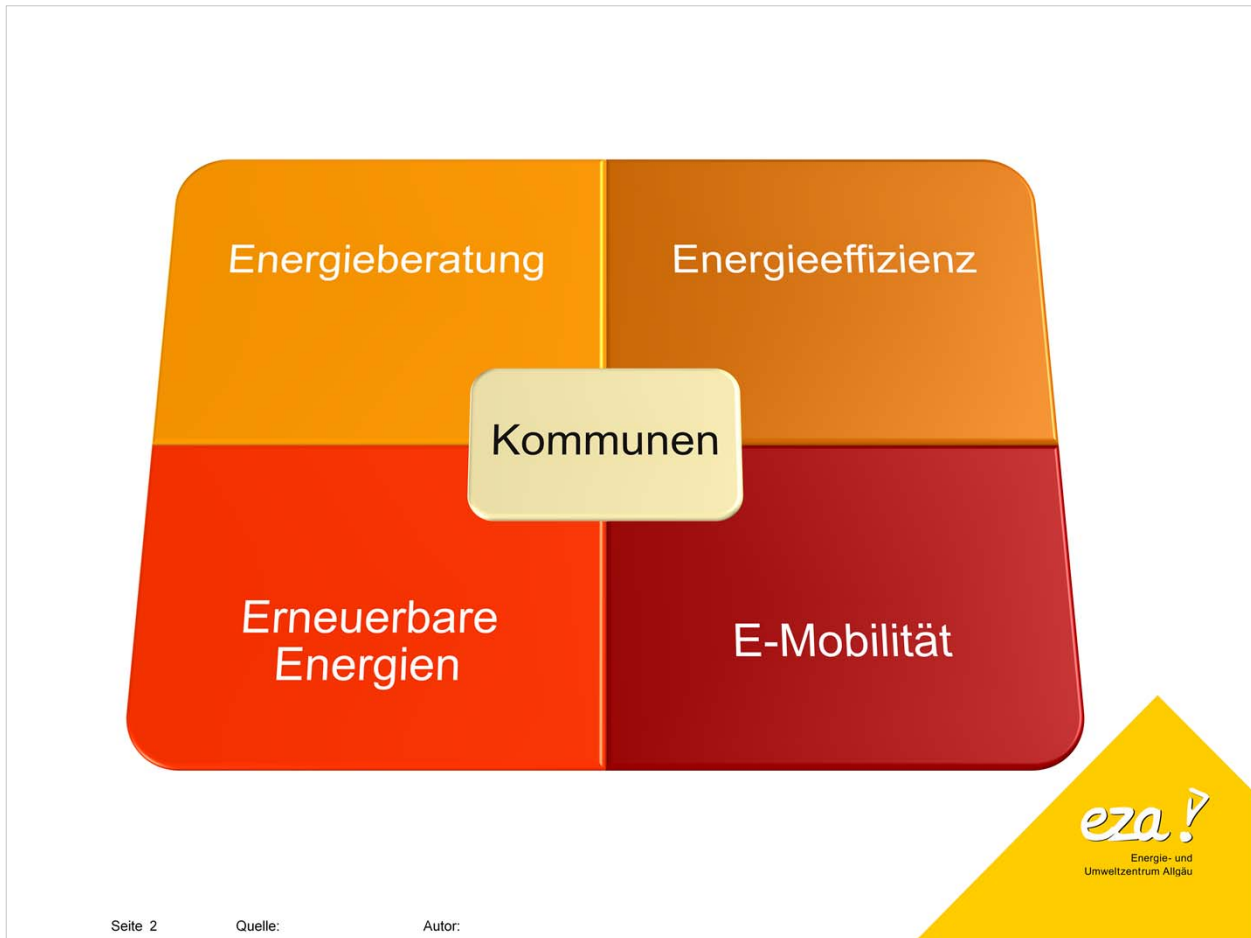 Energieberatung
Energieeffizienz
Kommunen
Erneuerbare
Energien
E-Mobilität
eza!
Energie- und
Umweltzentrum Allgäu
Seite 2 Quelle: Autor: